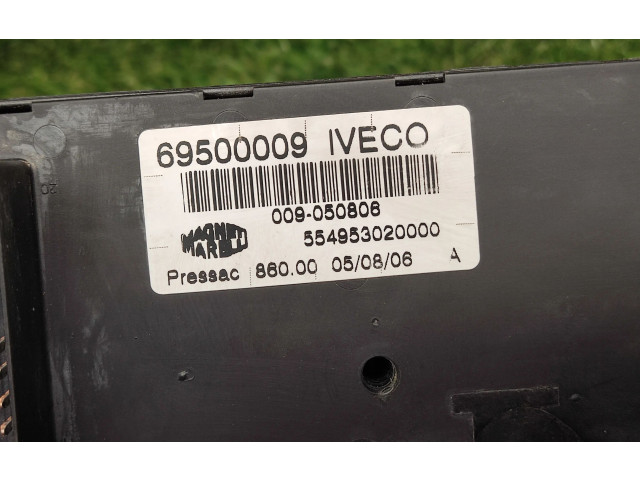 69500009 IVECO
009-050806
MAGNETI
MARELLI
554953020000
Pressac 860.00 05/08/06 A